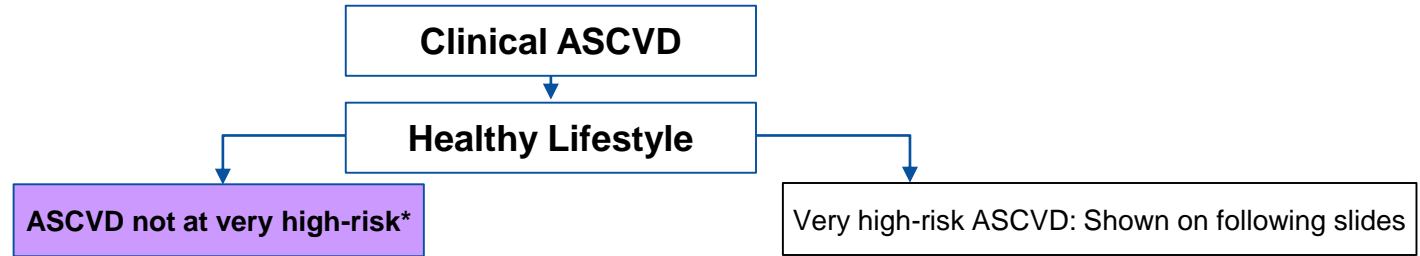 Clinical ASCVD
Healthy Lifestyle
ASCVD not at very high-risk*
Very high-risk ASCVD: Shown on following slides